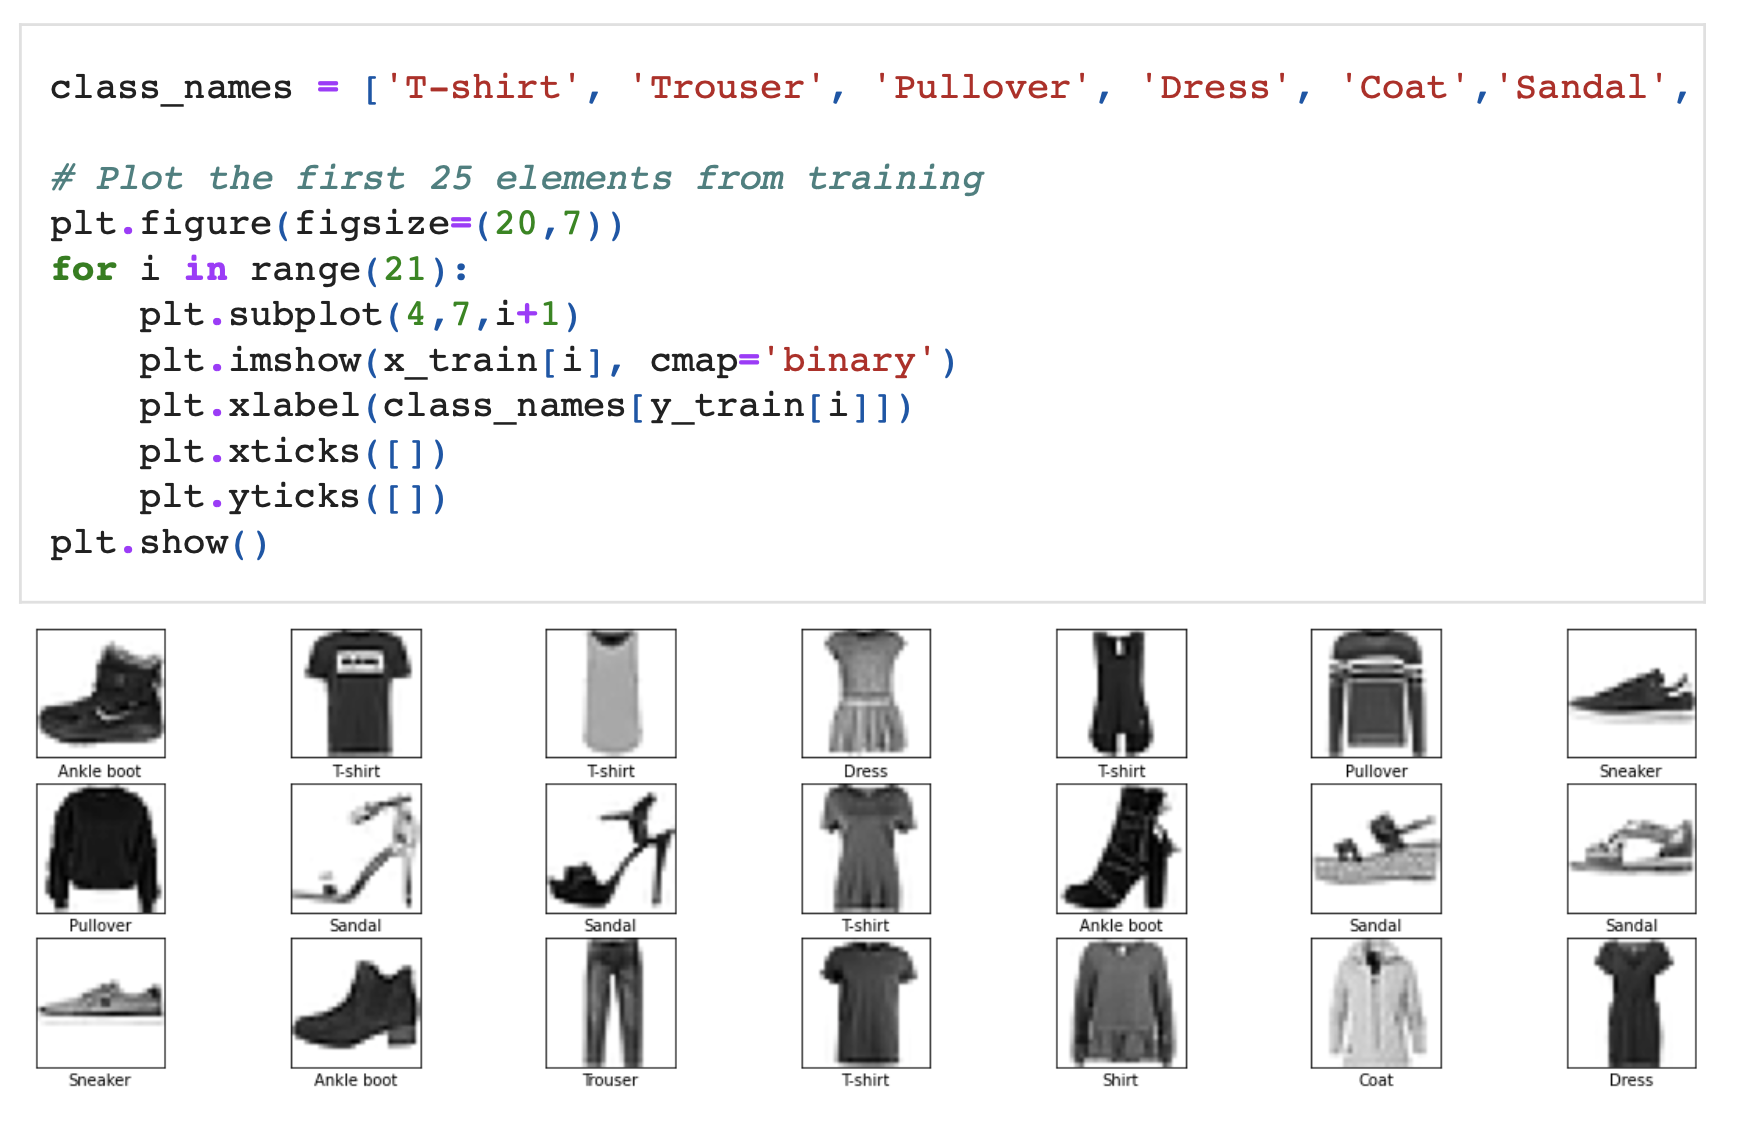 class_names = ['T-shirt', 'Trouser', 'Pullover', 'Dress', 'Coat','Sandal',
# Plot the first 25 elements from training
plt.figure(figsize=(20,7))
for i in range(21):
    plt.subplot(4,7,i+1)
    plt.imshow(x_train[i], cmap='binary')
    plt.xlabel(class_names[y_train[i]])
    plt.xticks([])
    plt.yticks([])
plt.show()
Ankle boot T-shirt T-shirt Dress T-shirt Pullover Sneaker
Pullover Sandal Sandal T-shirt Ankle boot Sandal Sandal
Sneaker Ankle boot Trouser T-shirt Shirt Coat Dress